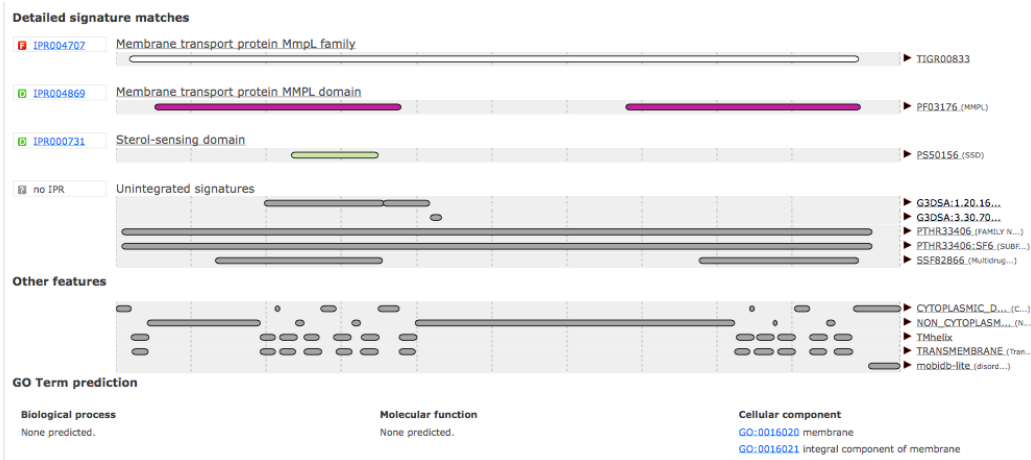 Detailed signature matches
F IPR004707 Membrane transport protein MmpL family
TIGR00833
D IPR004869 Membrane transport protein MMPL domain
PF03176 (MMPL)
D IPR000731 Sterol-sensing domain
PS50156 (SSD)
? no IPR Unintegrated signatures
G3DSA:1.20.16...
G3DSA:3.30.70...
PTHR33406 (FAMILY N...)
PTHR33406:SF6 (SUBF...)
SSF82866 (Multidrug...)
Other features
CYTOPLASMIC_D... (C...)
NON_CYTOPLASM... (N...
TMhelix
TRANSMEMBRANE (Tran...
mobidb-lite (disord...)
GO Term prediction
Biological process Molecular function Cellular component
None predicted. None predicted. GO:0016020 membrane
GO:0016021 integral component of membrane